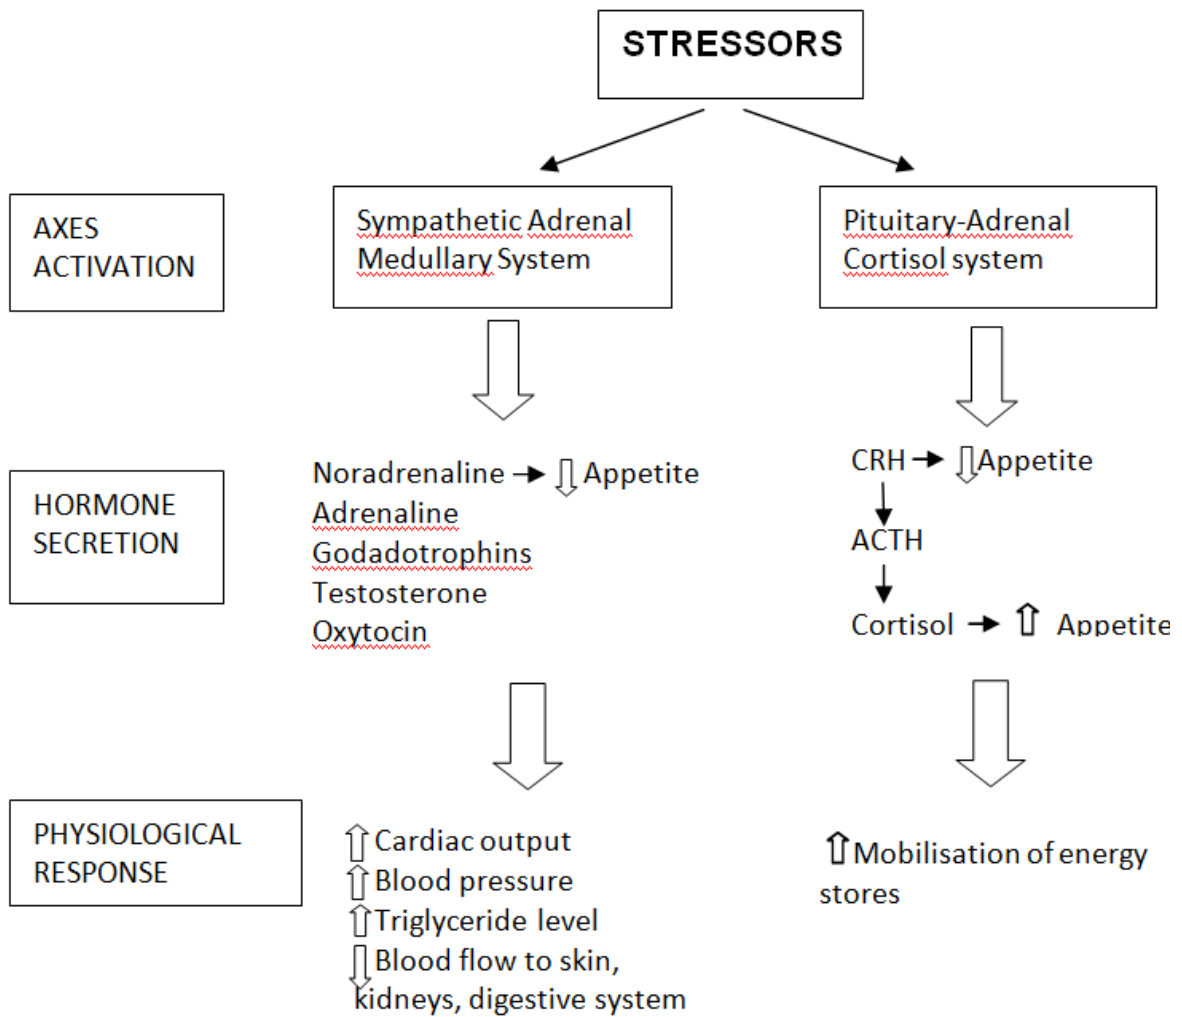 STRESSORS
AXES
ACTIVATION
Sympathetic Adrenal
Medullary System
Pituitary-Adrenal
Cortisol system
HORMONE
SECRETION
Noradrenaline Appetite
Adrenaline
Godadotrophins
Testosterone
Oxytocin
CRH Appetite
ACTH
Cortisol Appetite
PHYSIOLOGICAL
RESPONSE
Cardiac output
Blood pressure
Triglyceride level
Blood flow to skin,
kidneys, digestive system
Mobilisation of energy
stores